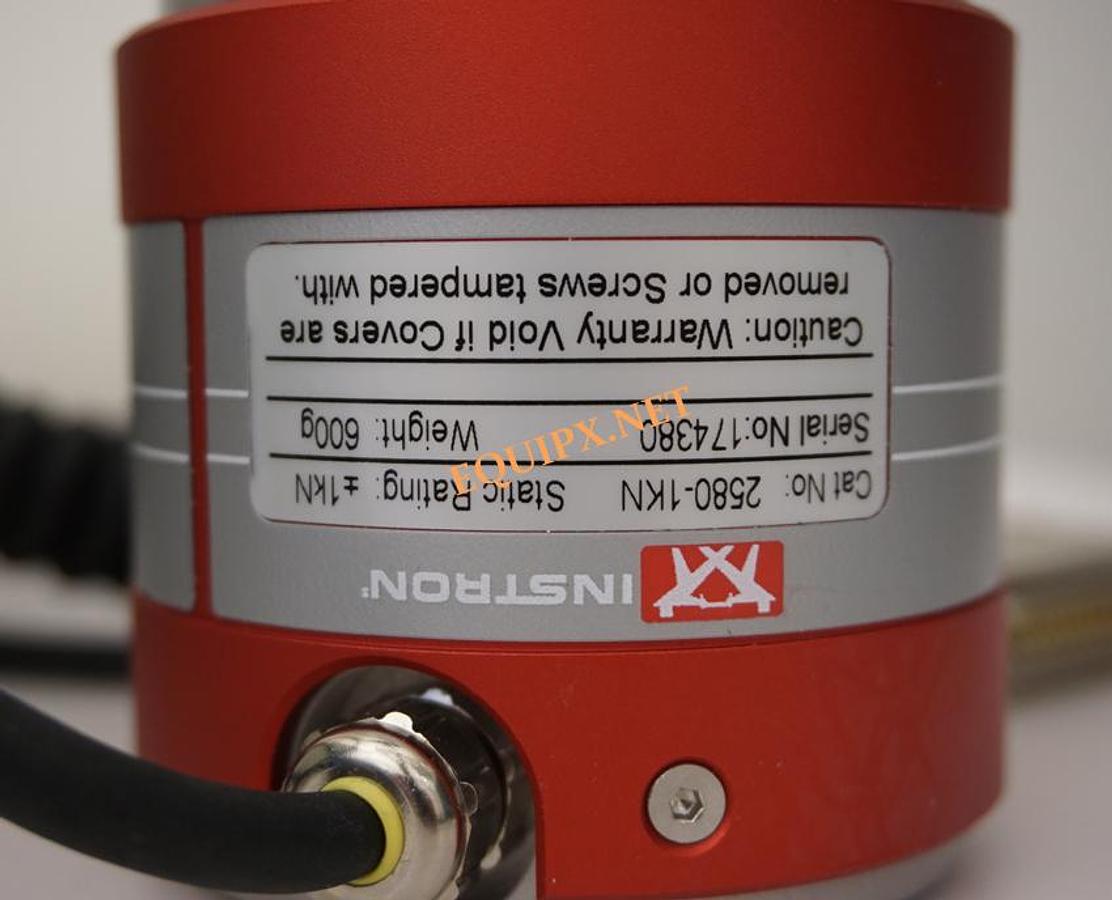 INSTRON®
Cat No: 2580-1KN Static Rating: ±1kN
Serial No:174380 Weight: 600g
Caution: Warranty Void if Covers are
removed or Screws tampered with.
EQUIPX.NET